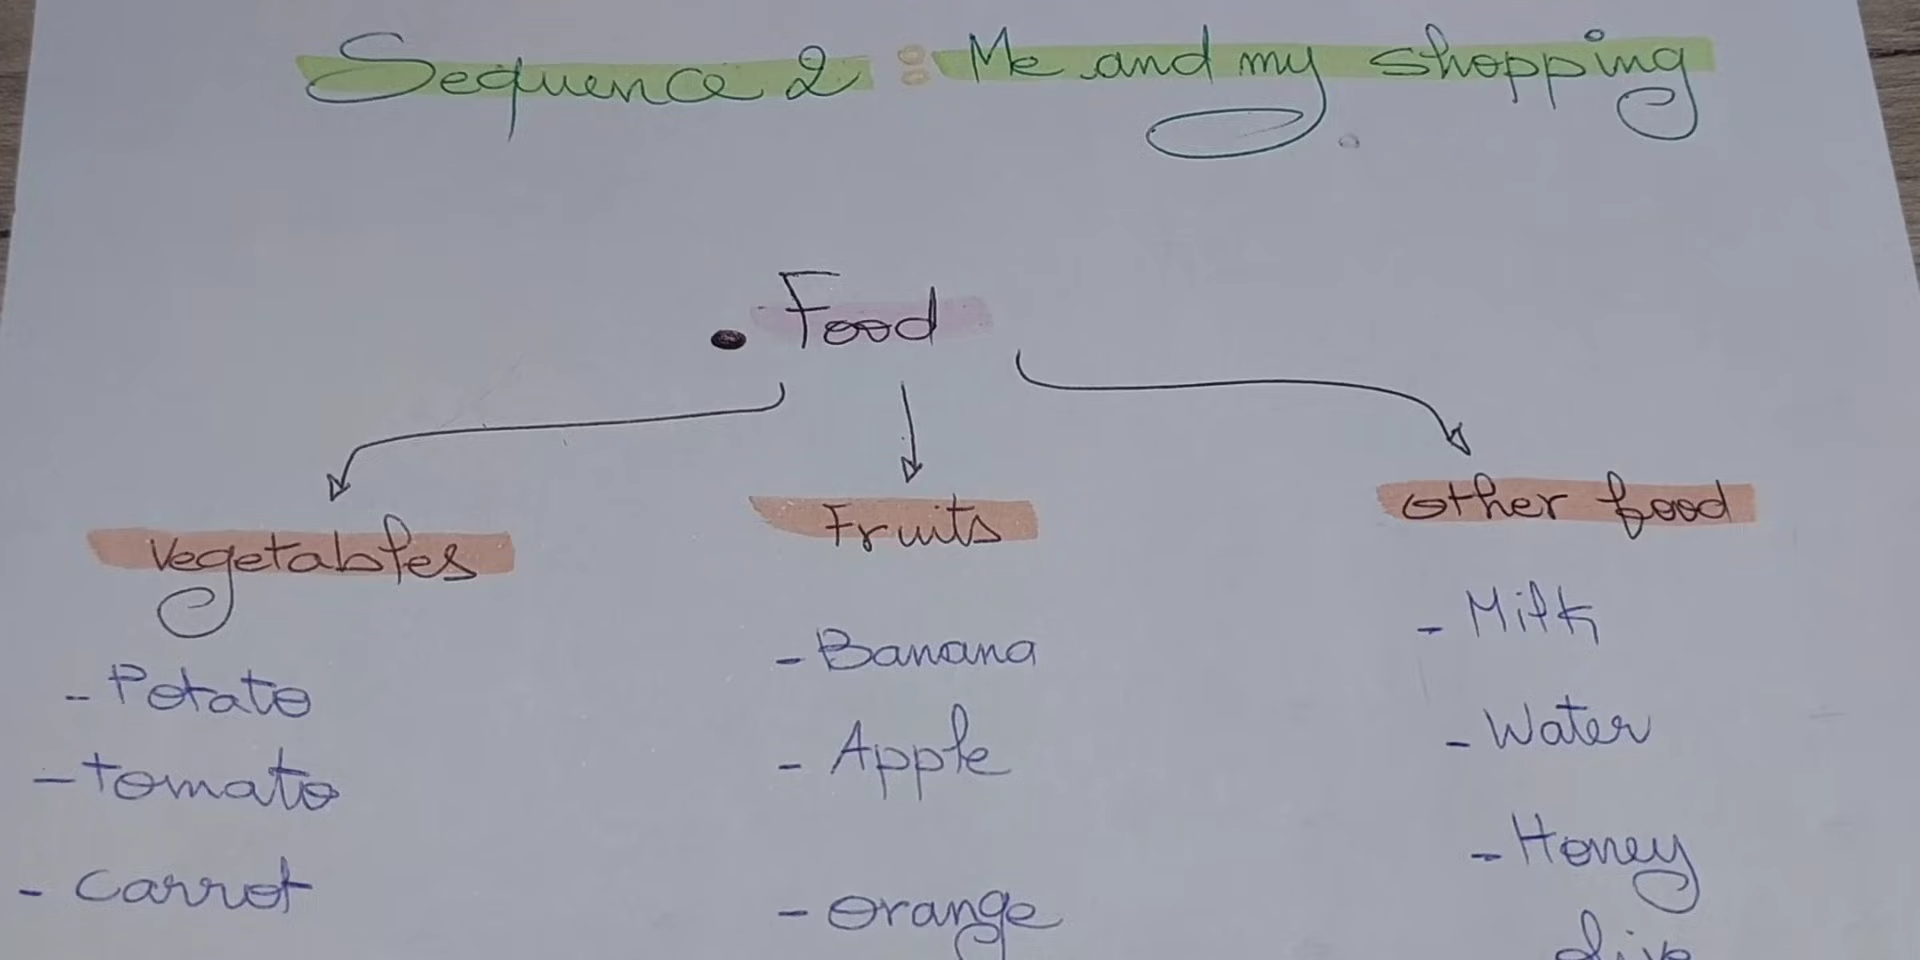 Sequence 2 : Me and my shopping.
• Food
Vegetables
- Potato
- tomato
- Carrot
Fruits
- Banana
- Apple
- Orange
Other food
- Milk
- Water
- Honey